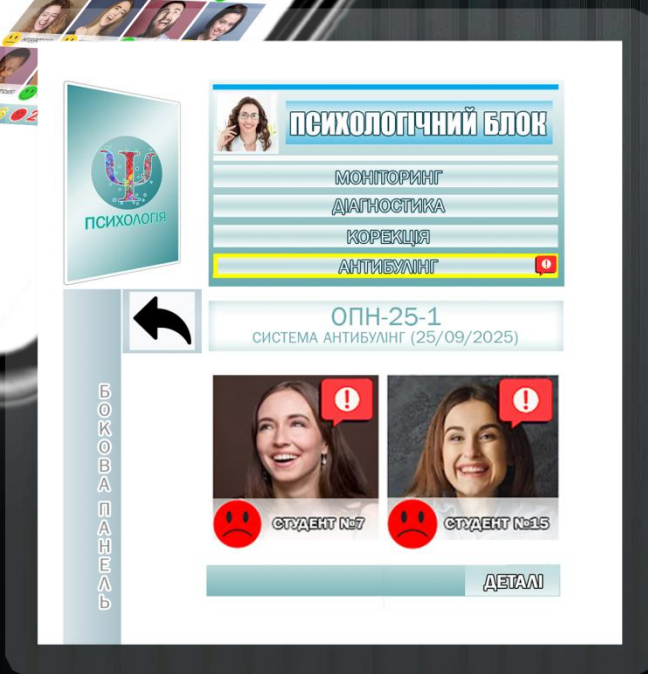 ПСИХОЛОГІЧНИЙ БЛОК
ПСИХОЛОГІЯ
МОНІТОРИНГ
ДІАГНОСТИКА
КОРЕКЦІЯ
АНТИБУЛІНГ
ОПН-25-1
СИСТЕМА АНТИБУЛІНГ (25/09/2025)
БОКОВА ПАНЕЛЬ
СТУДЕНТ №7
СТУДЕНТ №15
ДЕТАЛІ